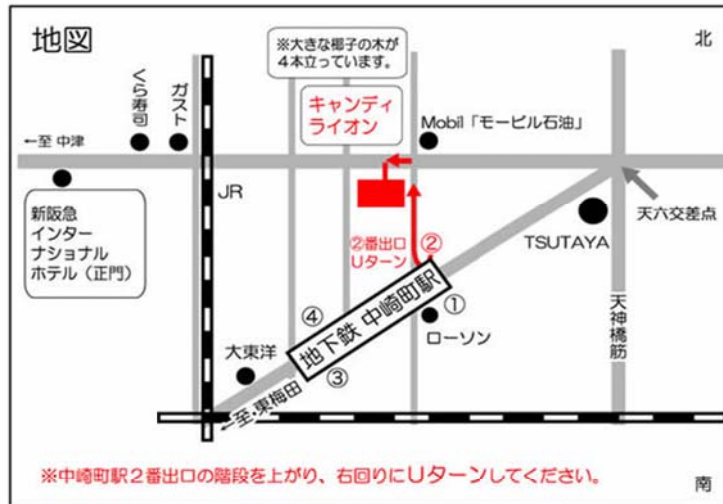 地図
北
※大きな椰子の木が
4本立っています。
キャンディ
ライオン
くら寿司
ガスト
Mobil「モービル石油」
←至 中津
JR
新阪急
インター
ナショナル
ホテル（正門）
天六交差点
TSUTAYA
②番出口
Uターン
②
①
④
地下鉄 中崎町駅
③
ローソン
天神橋筋
大東洋
←至・東梅田
※中崎町駅２番出口の階段を上がり、右回りにUターンしてください。
南